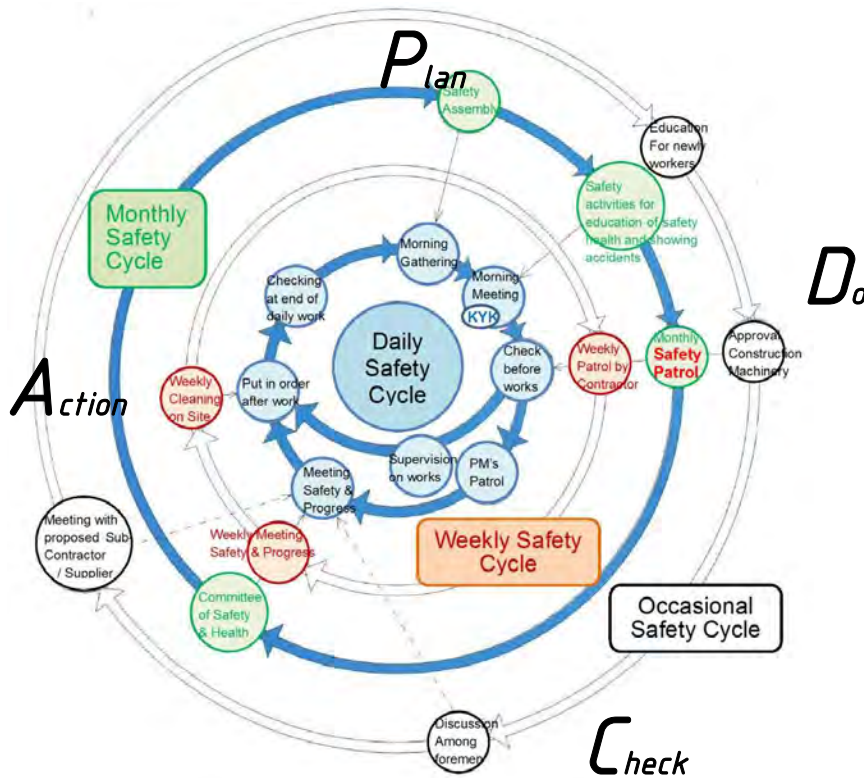 Plan
Safety
Assembly
Education
For newly
workers
Safety
activities for
education of safety
health and showing
accidents
Monthly
Safety
Cycle
Morning
Gathering
Morning
Meeting
KYK
Checking
at end of
daily work
Do
Daily
Safety
Cycle
Check
before
works
Weekly
Patrol by
Contractor
Monthly
Safety
Patrol
Approval
Construction
Machinery
Action
Weekly
Cleaning
on Site
Put in order
after work
Supervision
on works
PM's
Patrol
Meeting
Safety &
Progress
Meeting with
proposed Sub-
Contractor
/ Supplier
Weekly Meeting
Safety & Progress
Weekly Safety
Cycle
Committee
of Safety
& Health
Occasional
Safety Cycle
Discussion
Among
foremen
Check